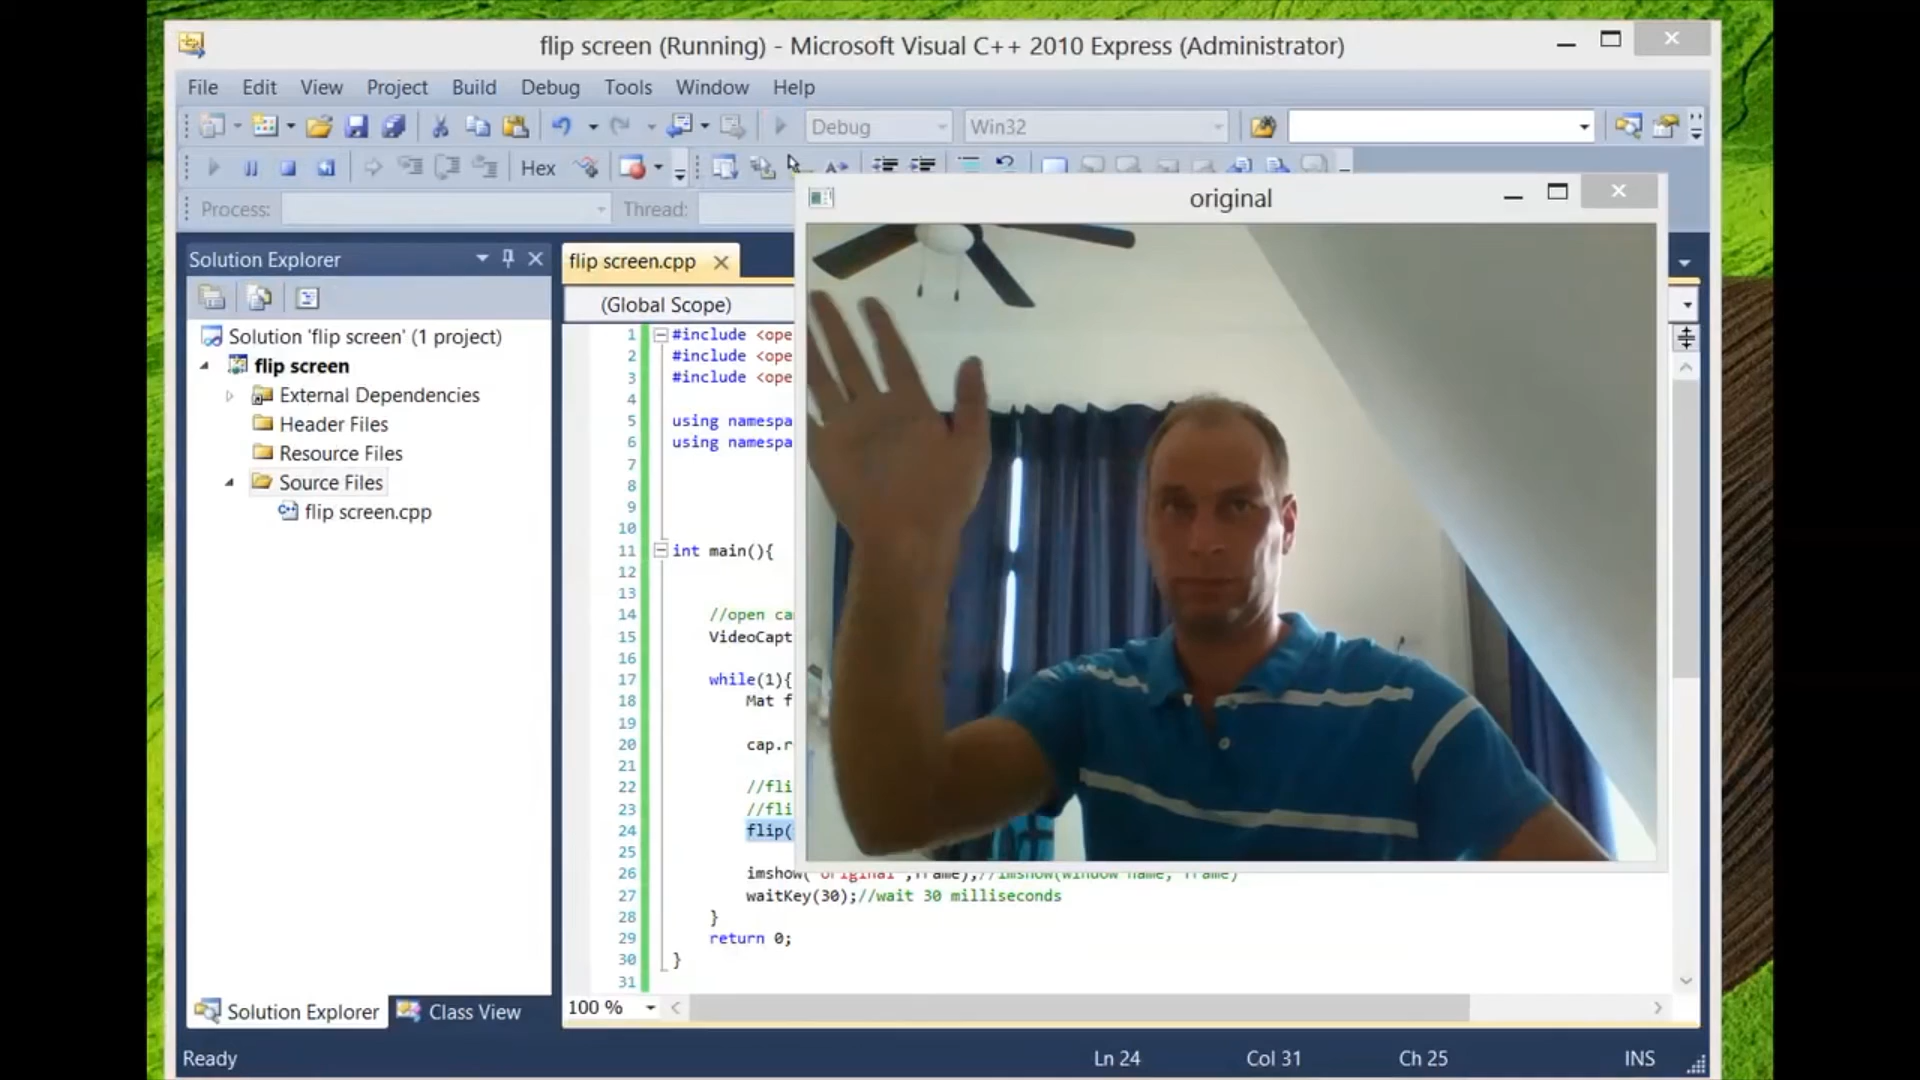 flip screen (Running) - Microsoft Visual C++ 2010 Express (Administrator)
File Edit View Project Build Debug Tools Window Help
Debug Win32
Hex
Process: Thread:
original
Solution Explorer
flip screen.cpp
(Global Scope)
Solution 'flip screen' (1 project)
flip screen
External Dependencies
Header Files
Resource Files
Source Files
flip screen.cpp
1 #include <ope
2 #include <ope
3 #include <ope
4
5 using namespa
6 using namespa
7
8
9
10
11 int main(){
12
13
14 //open ca
15 VideoCapt
16
17 while(1){
18 Mat f
19
20 cap.r
21
22 //fli
23 //fli
24 flip(
25
26 imshow("original",frame);//imshow(window name, frame)
27 waitKey(30);//wait 30 milliseconds
28 }
29 return 0;
30 }
31
100 %
Solution Explorer Class View
Ready Ln 24 Col 31 Ch 25 INS